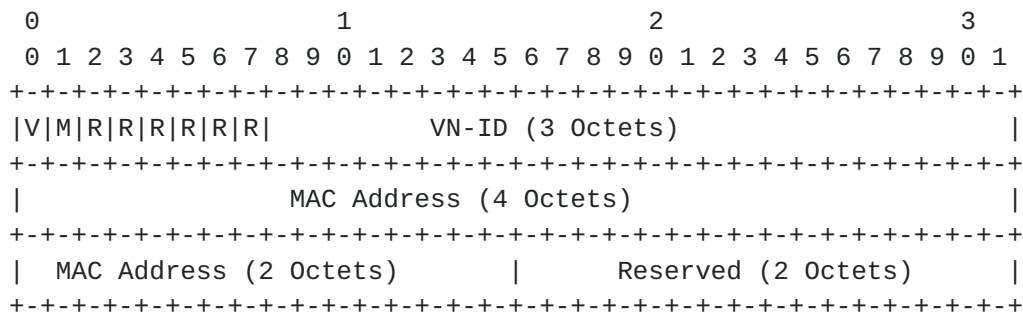 0                   1                   2                   3
 0 1 2 3 4 5 6 7 8 9 0 1 2 3 4 5 6 7 8 9 0 1 2 3 4 5 6 7 8 9 0 1
+-+-+-+-+-+-+-+-+-+-+-+-+-+-+-+-+-+-+-+-+-+-+-+-+-+-+-+-+-+-+-+-+
|V|M|R|R|R|R|R|R|          VN-ID (3 Octets)                     |
+-+-+-+-+-+-+-+-+-+-+-+-+-+-+-+-+-+-+-+-+-+-+-+-+-+-+-+-+-+-+-+-+
|                 MAC Address (4 Octets)                        |
+-+-+-+-+-+-+-+-+-+-+-+-+-+-+-+-+-+-+-+-+-+-+-+-+-+-+-+-+-+-+-+-+
|  MAC Address (2 Octets)       |      Reserved (2 Octets)      |
+-+-+-+-+-+-+-+-+-+-+-+-+-+-+-+-+-+-+-+-+-+-+-+-+-+-+-+-+-+-+-+-+